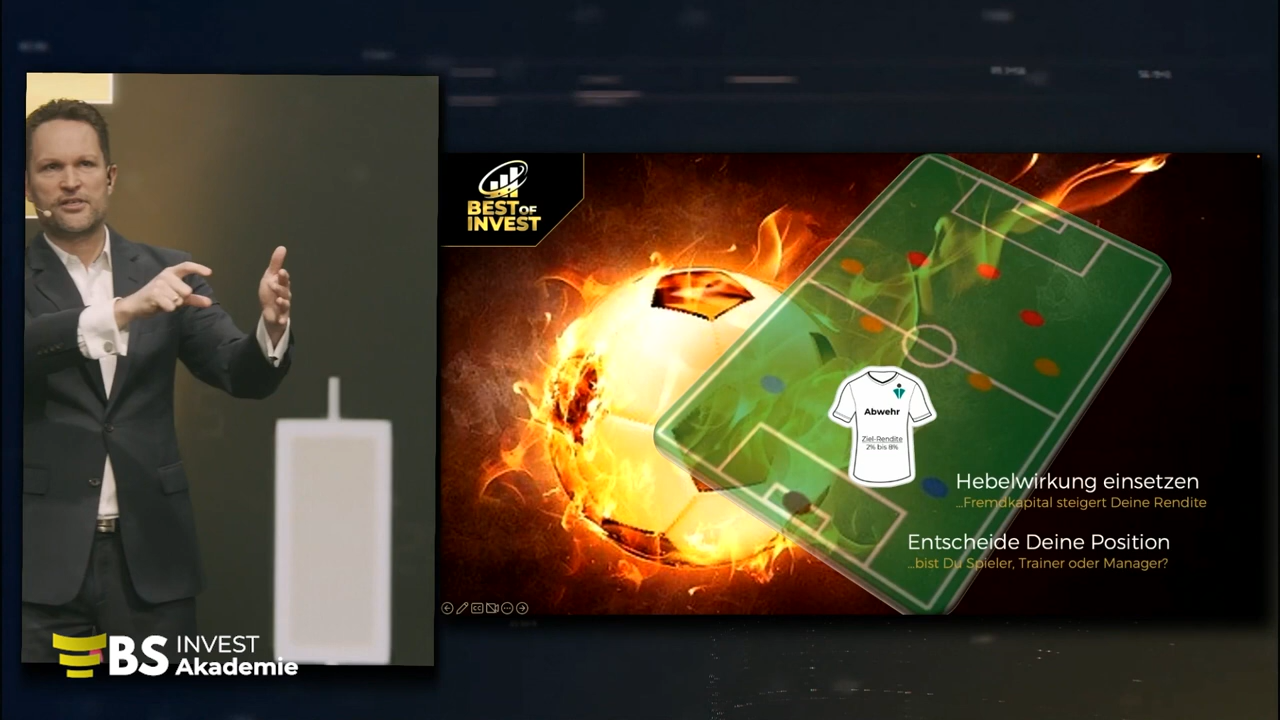 BEST OF
INVEST
Abwehr
Ziel-Rendite
2% bis 8%
Hebelwirkung einsetzen
...Fremdkapital steigert Deine Rendite
Entscheide Deine Position
...bist Du Spieler, Trainer oder Manager?
BS INVEST
Akademie